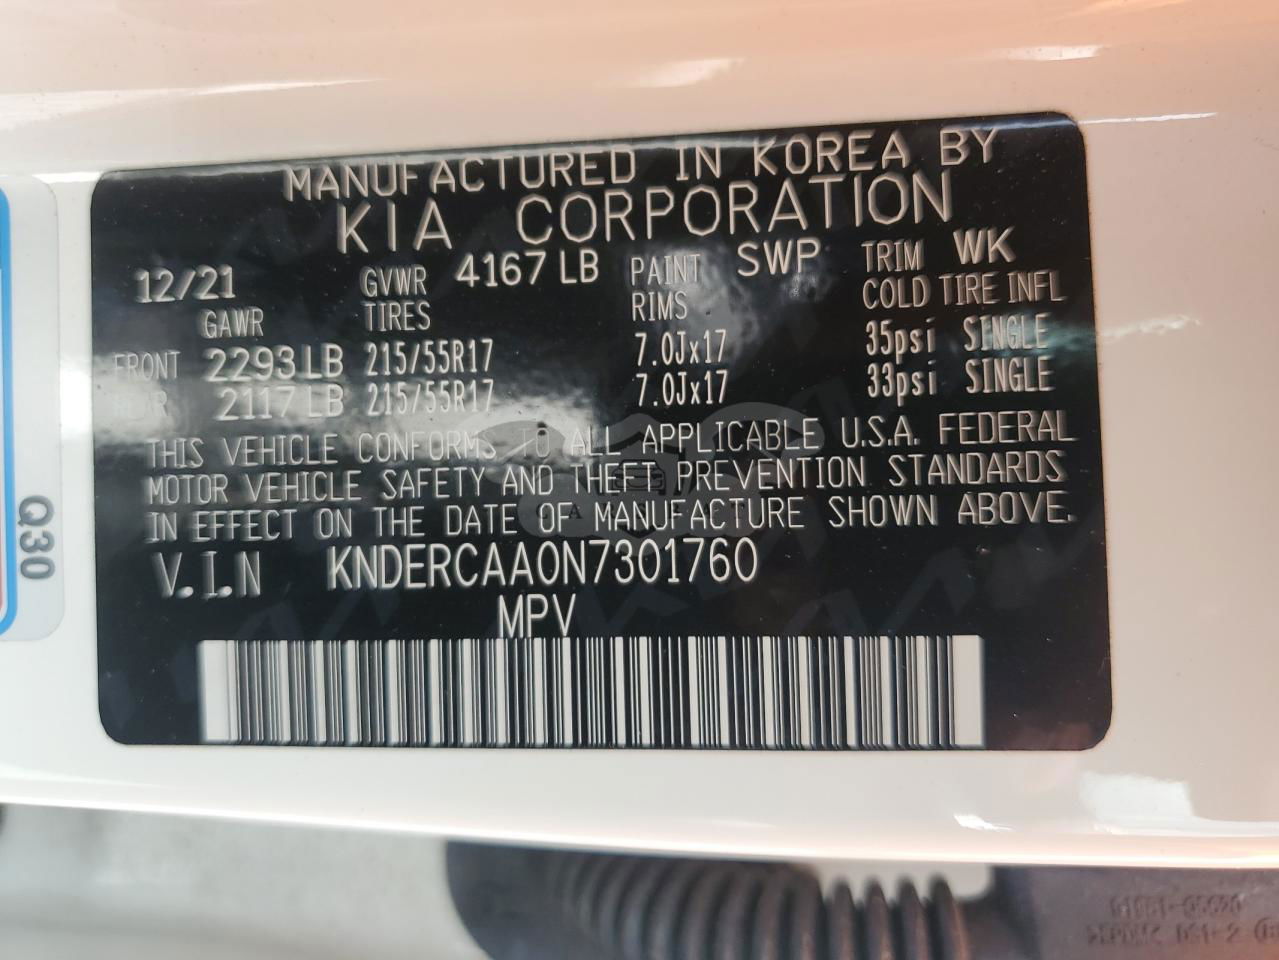 MANUFACTURED IN KOREA BY
KIA CORPORATION
12/21 GVWR 4167 LB PAINT SWP TRIM WK
GAWR TIRES RIMS COLD TIRE INFL
FRONT 2293 LB 215/55R17 7.0Jx17 35psi SINGLE
2117 LB 215/55R17 7.0Jx17 33psi SINGLE
THIS VEHICLE CONFORMS TO ALL APPLICABLE U.S.A. FEDERAL
MOTOR VEHICLE SAFETY AND THEFT PREVENTION STANDARDS
IN EFFECT ON THE DATE OF MANUFACTURE SHOWN ABOVE.
V.I.N KNDERCAA0N7301760
MPV
Q30